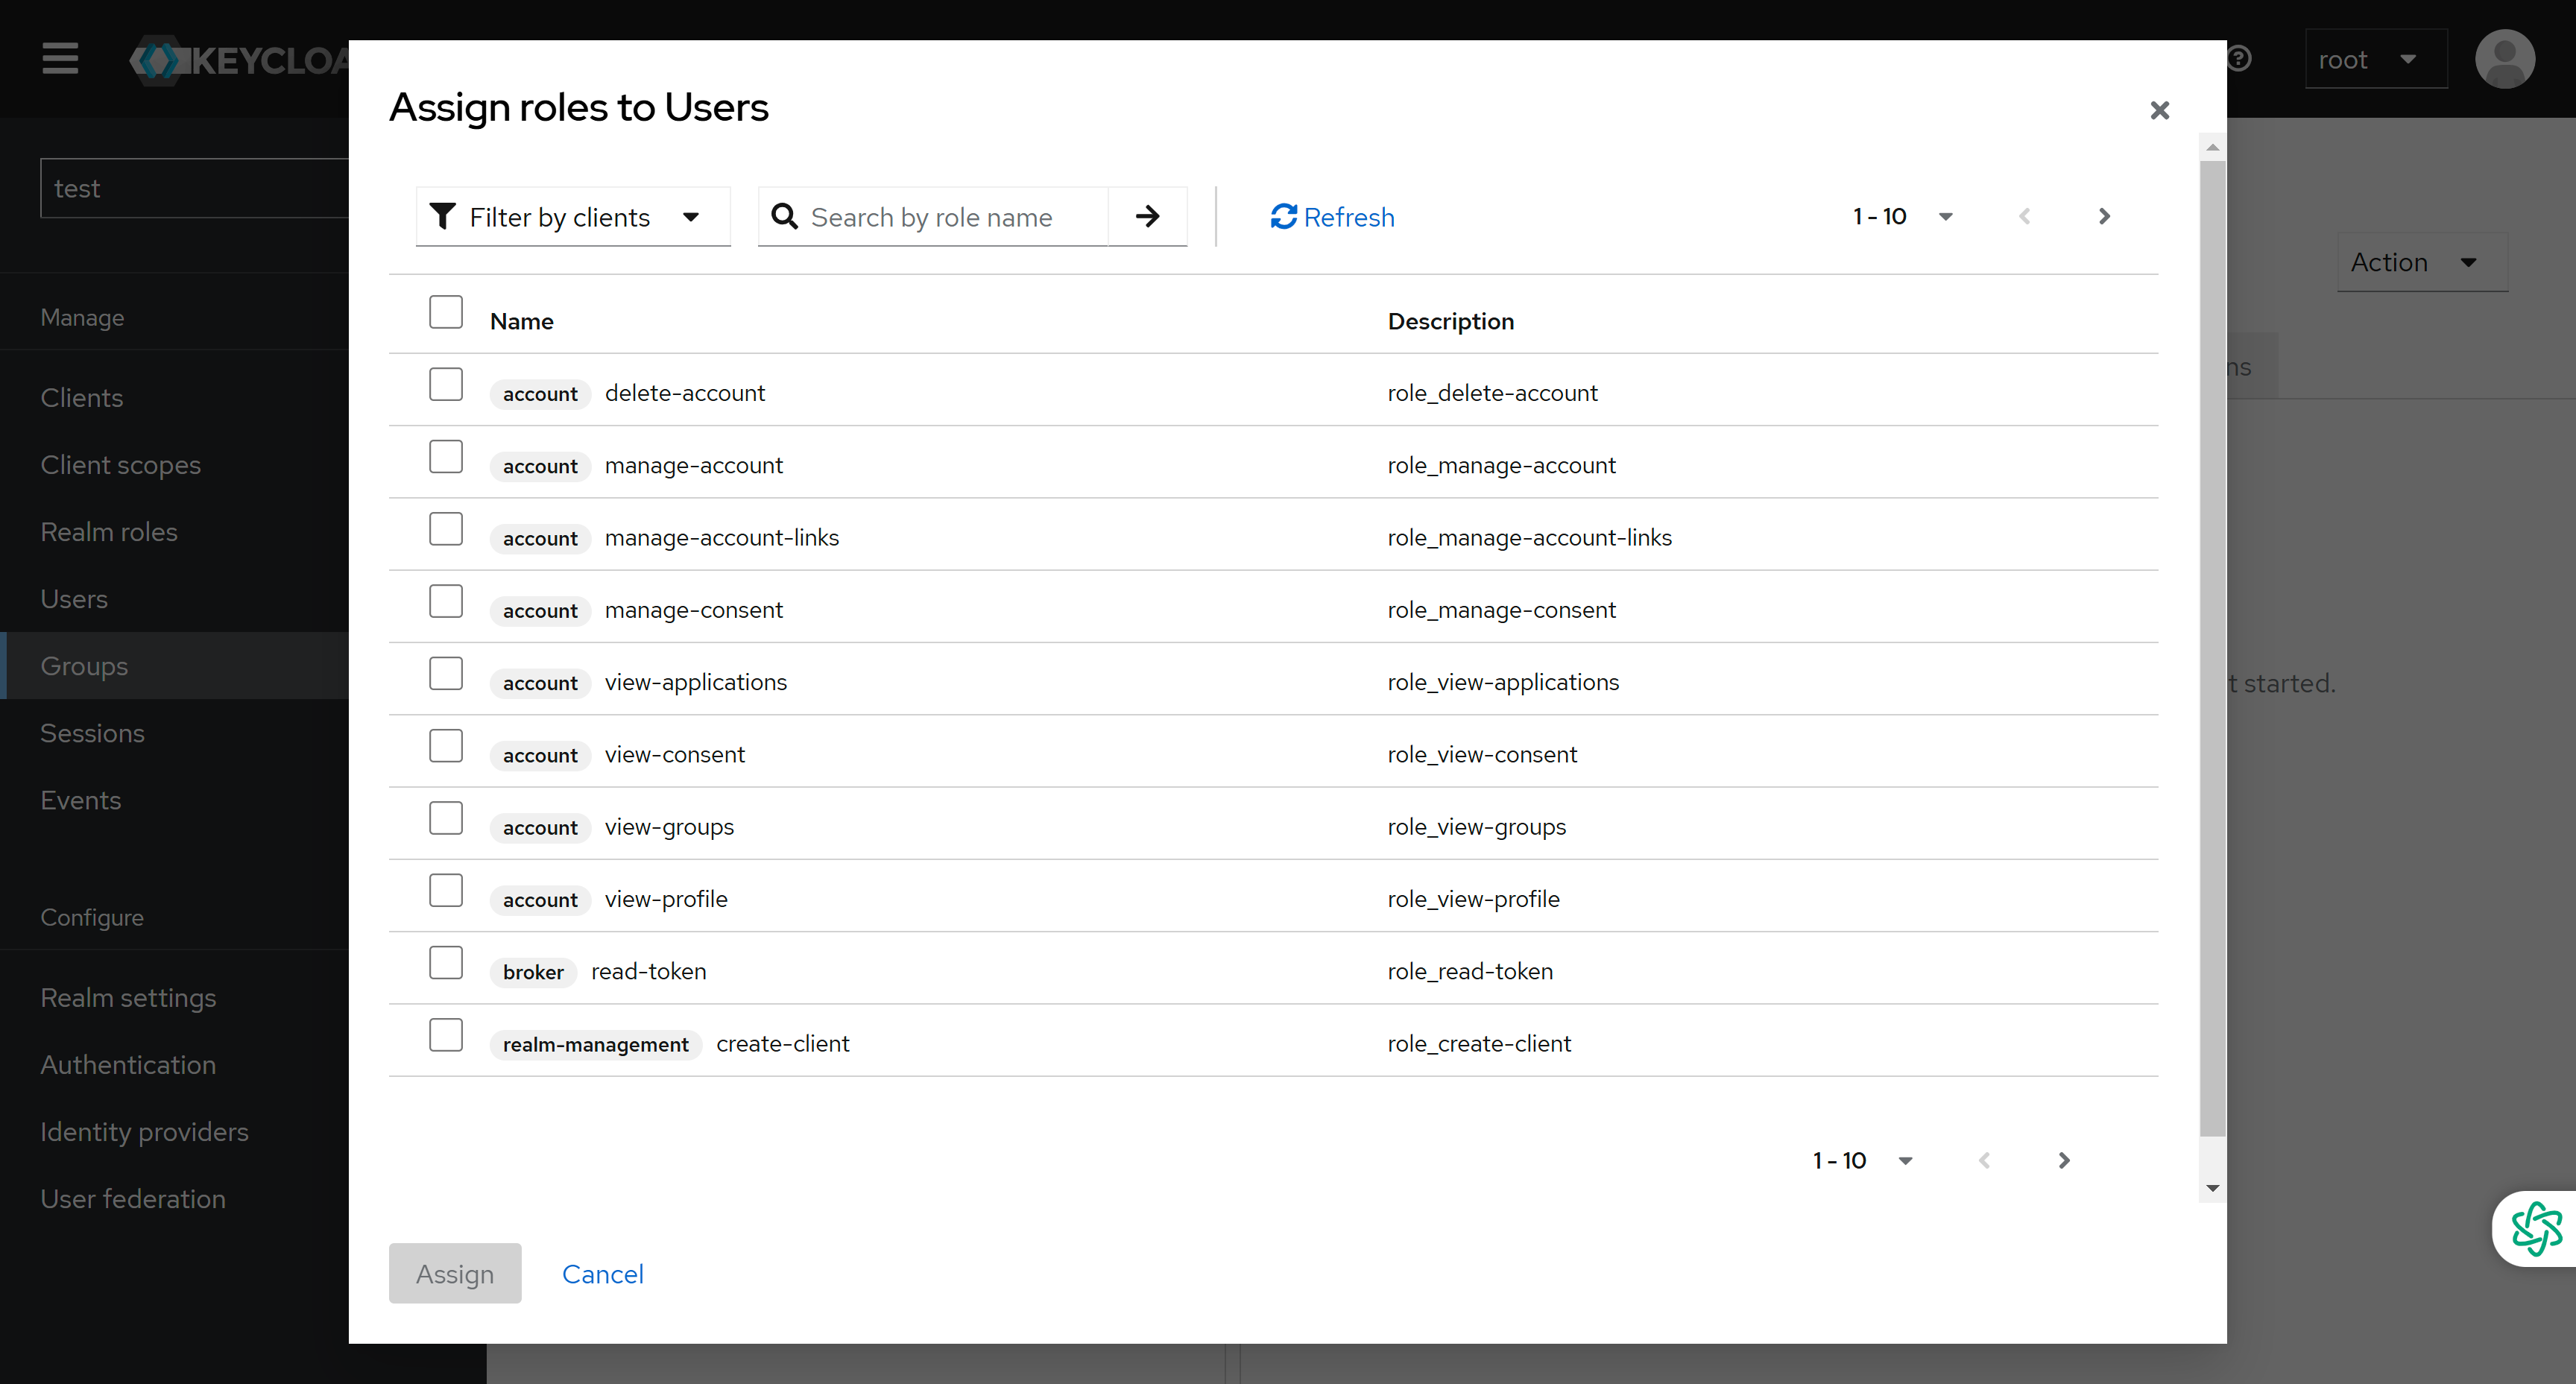 KEYCLOA
root
test
Manage
Clients
Client scopes
Realm roles
Users
Groups
Sessions
Events
Configure
Realm settings
Authentication
Identity providers
User federation
Action
ns
t started.
Assign roles to Users
Filter by clients
Search by role name
Refresh
1 - 10
Name Description
account delete-account role_delete-account
account manage-account role_manage-account
account manage-account-links role_manage-account-links
account manage-consent role_manage-consent
account view-applications role_view-applications
account view-consent role_view-consent
account view-groups role_view-groups
account view-profile role_view-profile
broker read-token role_read-token
realm-management create-client role_create-client
1 - 10
Assign Cancel